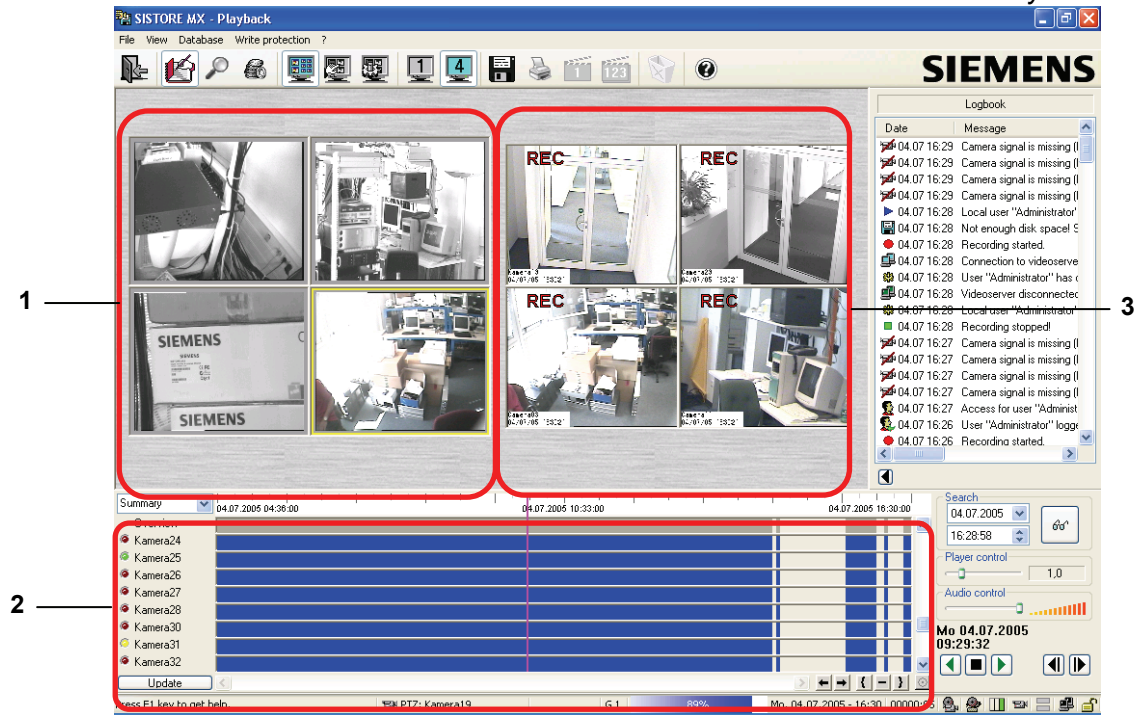 SISTORE MX - Playback
File View Database Write protection ?
1 4 1 123
SIEMENS
1
2
3
SIEMENS
SIEMENS
SIEMENS
REC
REC
REC
REC
Logbook
Date Message
04.07 16:29 Camera signal is missing (
04.07 16:29 Camera signal is missing (
04.07 16:29 Camera signal is missing (
04.07 16:29 Camera signal is missing (
04.07 16:28 Local user "Administrator'
04.07 16:28 Not enough disk space! S
04.07 16:28 Recording started.
04.07 16:28 Connection to videoserve
04.07 16:28 User "Administrator" has
04.07 16:28 Videoserver disconnected
04.07 16:28 Local user "Administrator
04.07 16:28 Recording stopped!
04.07 16:27 Camera signal is missing (
04.07 16:27 Camera signal is missing (
04.07 16:27 Camera signal is missing (
04.07 16:27 Access for user "Administ
04.07 16:26 User "Administrator" logge
04.07 16:26 Recording started.
Summary
04.07.2005 04:36:00 04.07.2005 10:33:00 04.07.2005 16:30:00
Overview
Kamera24
Kamera25
Kamera26
Kamera27
Kamera28
Kamera30
Kamera31
Kamera32
Update
Search
04.07.2005
16:28:58
Player control
1,0
Audio control
Mo 04.07.2005
09:29:32
Press F1 key to get help. PTZ: Kamera19 G 1 89% Mo. 04.07.2005 - 16:30